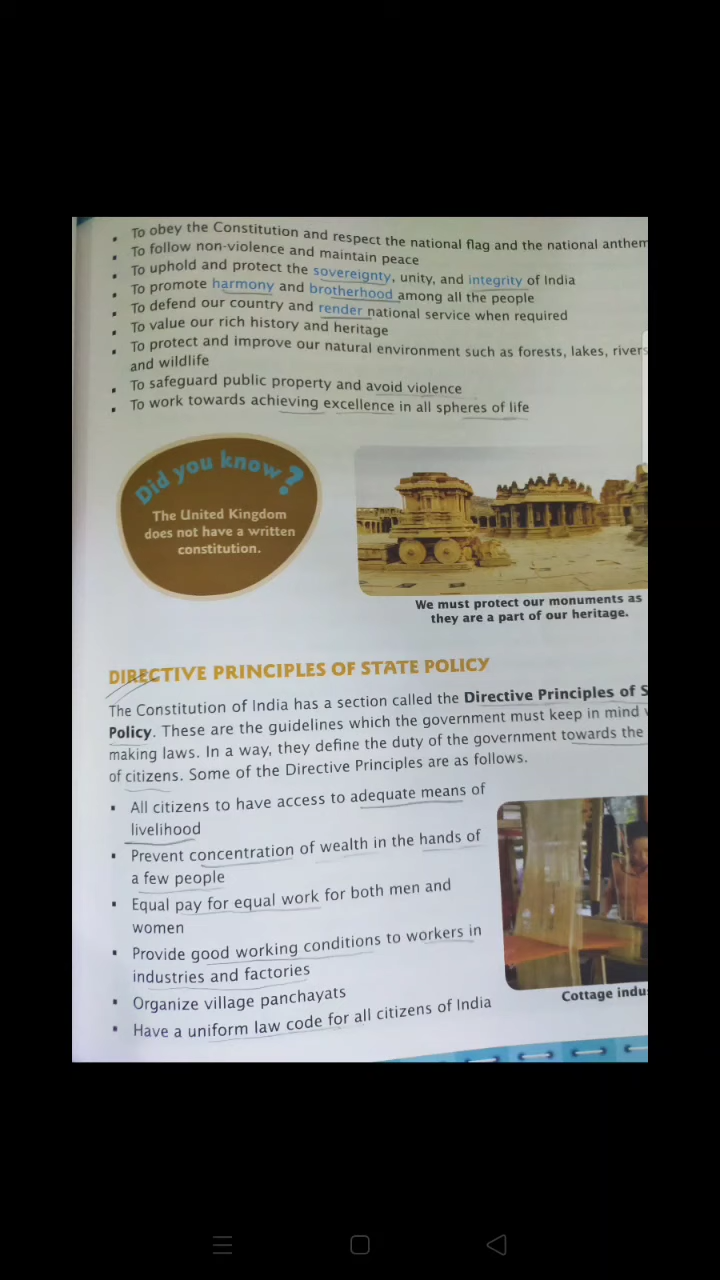 • To obey the Constitution and respect the national flag and the national anthem
• To follow non-violence and maintain peace
• To uphold and protect the sovereignty, unity, and integrity of India
• To promote harmony and brotherhood among all the people
• To defend our country and render national service when required
• To value our rich history and heritage
• To protect and improve our natural environment such as forests, lakes, rivers
and wildlife
• To safeguard public property and avoid violence
• To work towards achieving excellence in all spheres of life
Did you know?
The United Kingdom
does not have a written
constitution.
We must protect our monuments as
they are a part of our heritage.
DIRECTIVE PRINCIPLES OF STATE POLICY
The Constitution of India has a section called the Directive Principles of S
Policy. These are the guidelines which the government must keep in mind
making laws. In a way, they define the duty of the government towards the
of citizens. Some of the Directive Principles are as follows.
• All citizens to have access to adequate means of
livelihood
• Prevent concentration of wealth in the hands of
a few people
• Equal pay for equal work for both men and
women
• Provide good working conditions to workers in
industries and factories
• Organize village panchayats
• Have a uniform law code for all citizens of India
Cottage indu